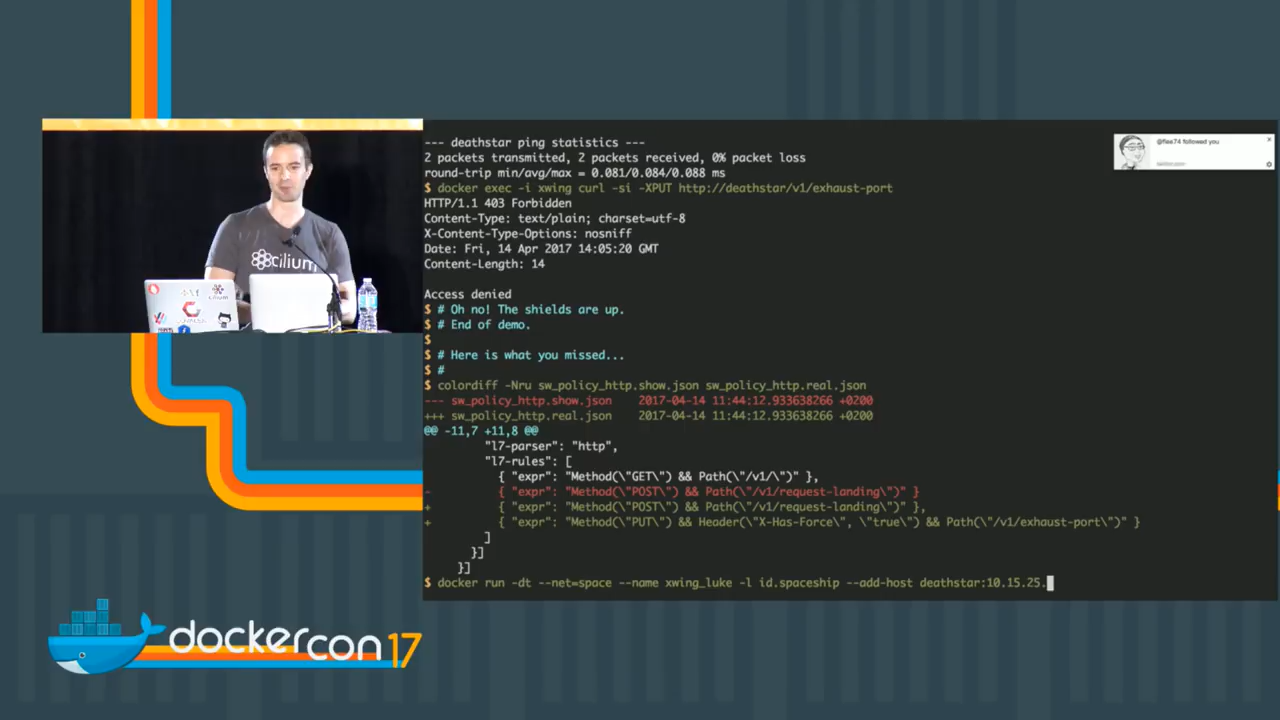 --- deathstar ping statistics ---
2 packets transmitted, 2 packets received, 0% packet loss
round-trip min/avg/max = 0.081/0.084/0.088 ms
$ docker exec -i xwing curl -si -XPUT http://deathstar/v1/exhaust-port
HTTP/1.1 403 Forbidden
Content-Type: text/plain; charset=utf-8
X-Content-Type-Options: nosniff
Date: Fri, 14 Apr 2017 14:05:20 GMT
Content-Length: 14
Access denied
$ # Oh no! The shields are up.
$ # End of demo.
$
$ # Here is what you missed...
$ #
$ colordiff -Nru sw_policy_http.show.json sw_policy_http.real.json
--- sw_policy_http.show.json 2017-04-14 11:44:12.933638266 +0200
+++ sw_policy_http.real.json 2017-04-14 11:44:12.933638266 +0200
@@ -11,7 +11,8 @@
"l7-parser": "http",
"l7-rules": [
{ "expr": "Method(\"GET\") && Path(\"/v1/\")" },
- { "expr": "Method(\"POST\") && Path(\"/v1/request-landing\")" }
+ { "expr": "Method(\"POST\") && Path(\"/v1/request-landing\")" },
+ { "expr": "Method(\"PUT\") && Header(\"X-Has-Force\", \"true\") && Path(\"/v1/exhaust-port\")" }
]
}]
}]
$ docker run -dt --net=space --name xwing_luke -l id.spaceship --add-host deathstar:10.15.25.
@flee74 followed you
cilium
dockercon 17